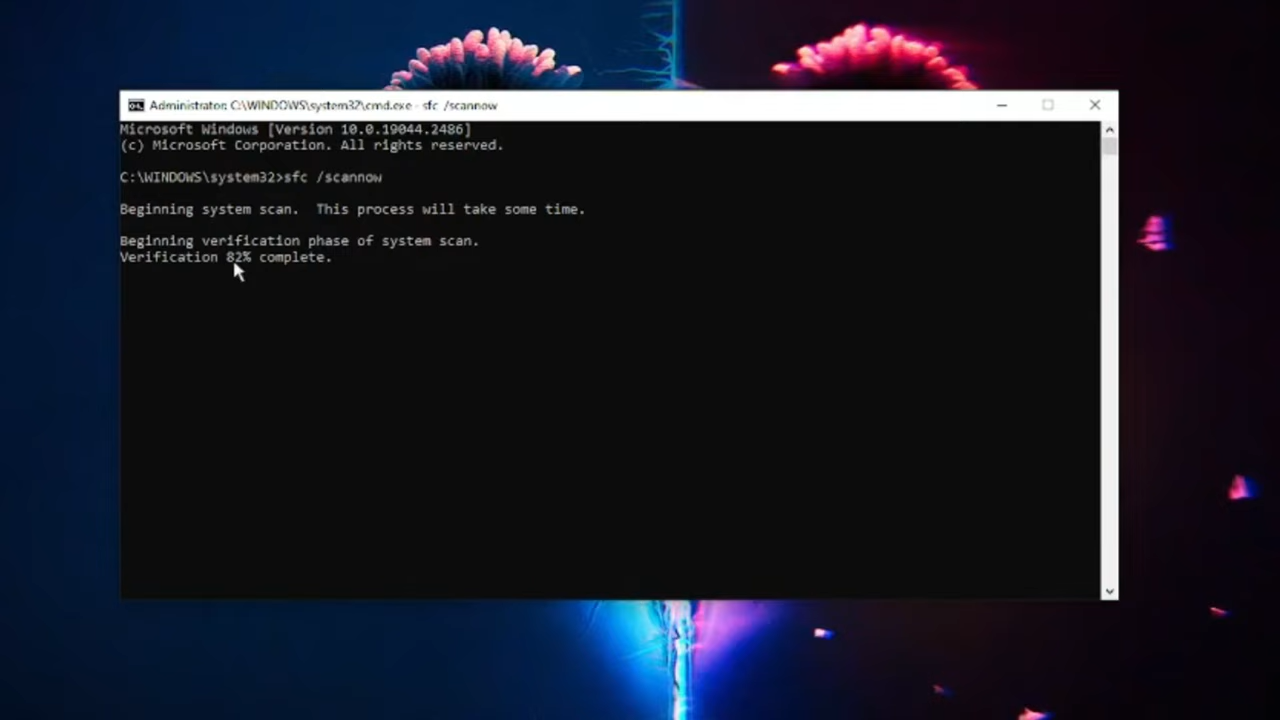 Administrator: C:\WINDOWS\system32\cmd.exe - sfc /scannow
Microsoft Windows [Version 10.0.19044.2486]
(c) Microsoft Corporation. All rights reserved.
C:\WINDOWS\system32>sfc /scannow
Beginning system scan.  This process will take some time.
Beginning verification phase of system scan.
Verification 82% complete.